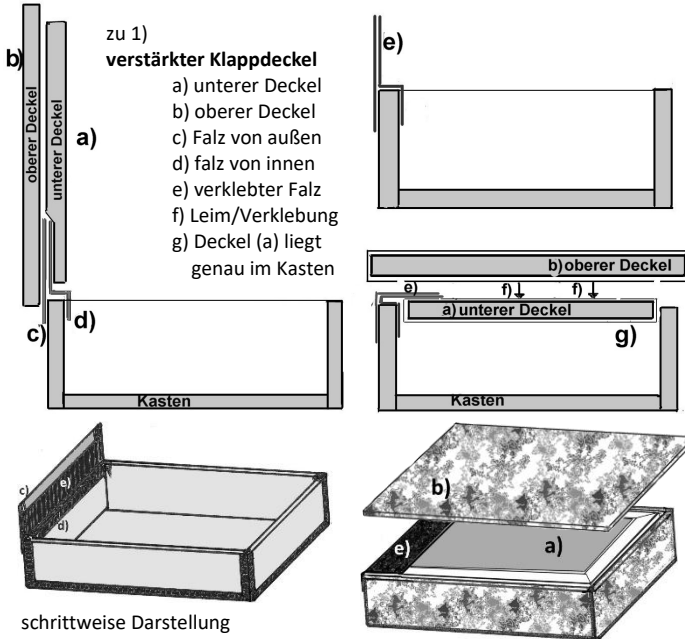 zu 1)
verstärkter Klappdeckel
a) unterer Deckel
b) oberer Deckel
c) Falz von außen
d) falz von innen
e) verklebter Falz
f) Leim/Verklebung
g) Deckel (a) liegt
genau im Kasten
b)
oberer Deckel
unterer Deckel
a)
c)
d)
Kasten
e)
b) oberer Deckel
e)
f)
f)
a) unterer Deckel
g)
Kasten
c)
e)
d)
b)
e)
a)
schrittweise Darstellung